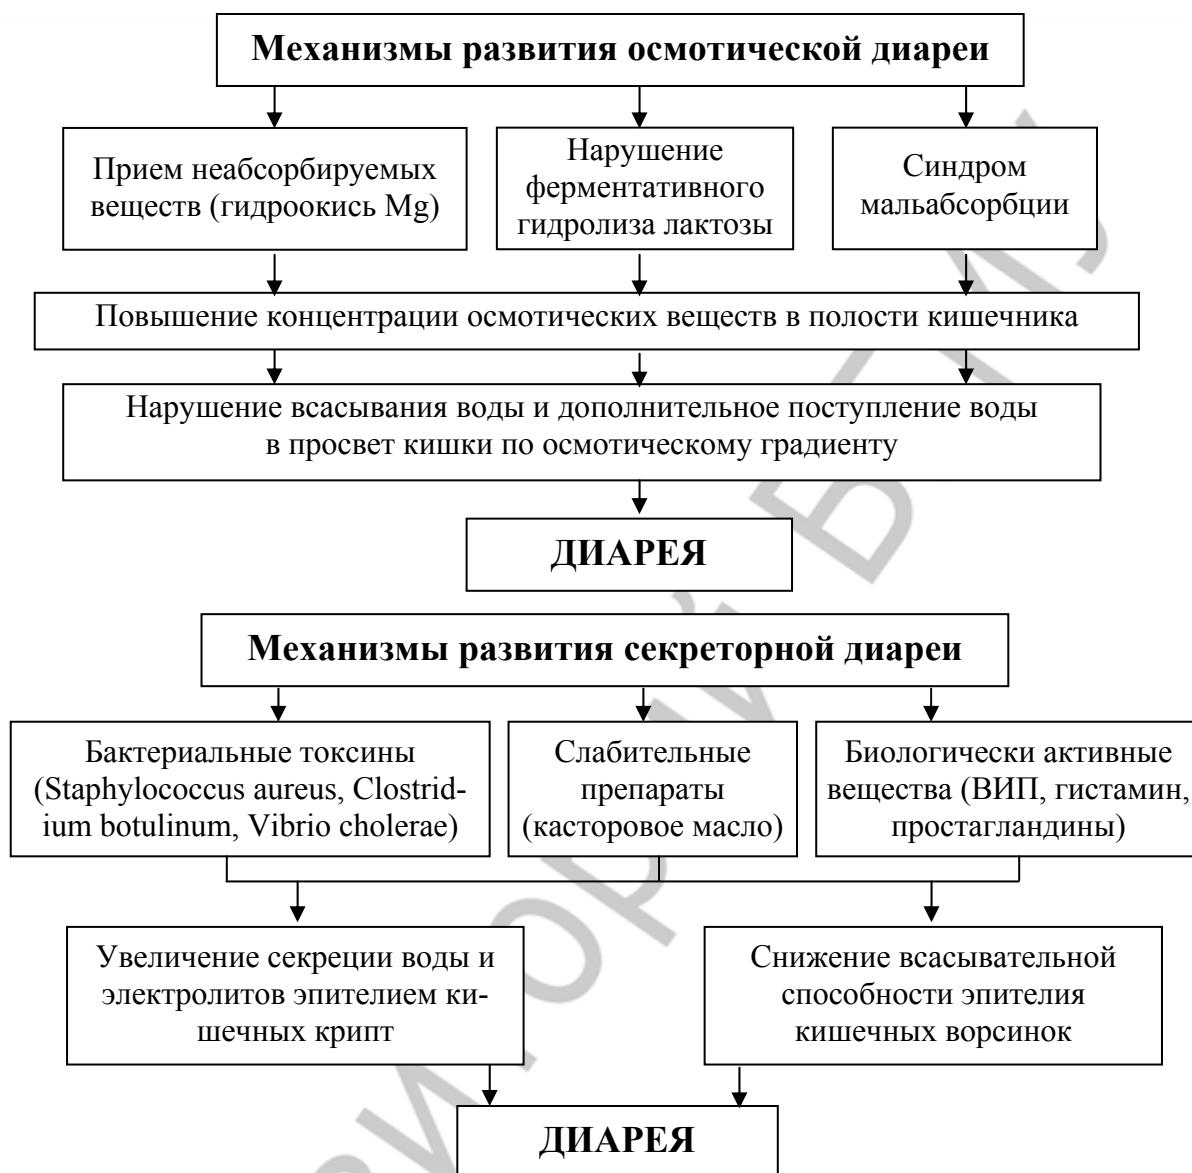 Механизмы развития осмотической диареи
Прием неабсорбируемых
веществ (гидроокись Mg)
Нарушение
ферментативного
гидролиза лактозы
Синдром
мальабсорбции
Повышение концентрации осмотических веществ в полости кишечника
Нарушение всасывания воды и дополнительное поступление воды
в просвет кишки по осмотическому градиенту
ДИАРЕЯ
Механизмы развития секреторной диареи
Бактериальные токсины
(Staphylococcus aureus, Clostrid-
ium botulinum, Vibrio cholerae)
Слабительные
препараты
(касторовое масло)
Биологически активные
вещества (ВИП, гистамин,
простагландины)
Увеличение секреции воды и
электролитов эпителием ки-
шечных крипт
Снижение всасывательной
способности эпителия
кишечных ворсинок
ДИАРЕЯ